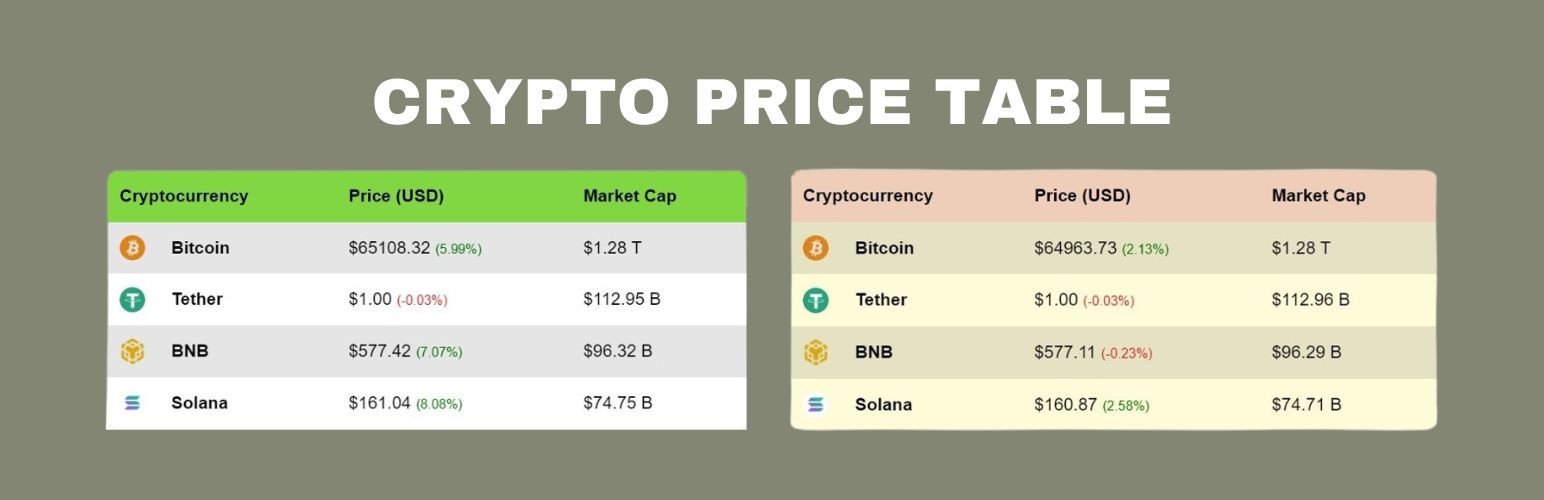 CRYPTO PRICE TABLE
Cryptocurrency Price (USD) Market Cap
Bitcoin $65108.32 (5.99%) $1.28 T
Tether $1.00 (-0.03%) $112.95 B
BNB $577.42 (7.07%) $96.32 B
Solana $161.04 (8.08%) $74.75 B
Cryptocurrency Price (USD) Market Cap
Bitcoin $64963.73 (2.13%) $1.28 T
Tether $1.00 (-0.03%) $112.96 B
BNB $577.11 (-0.23%) $96.29 B
Solana $160.87 (2.58%) $74.71 B